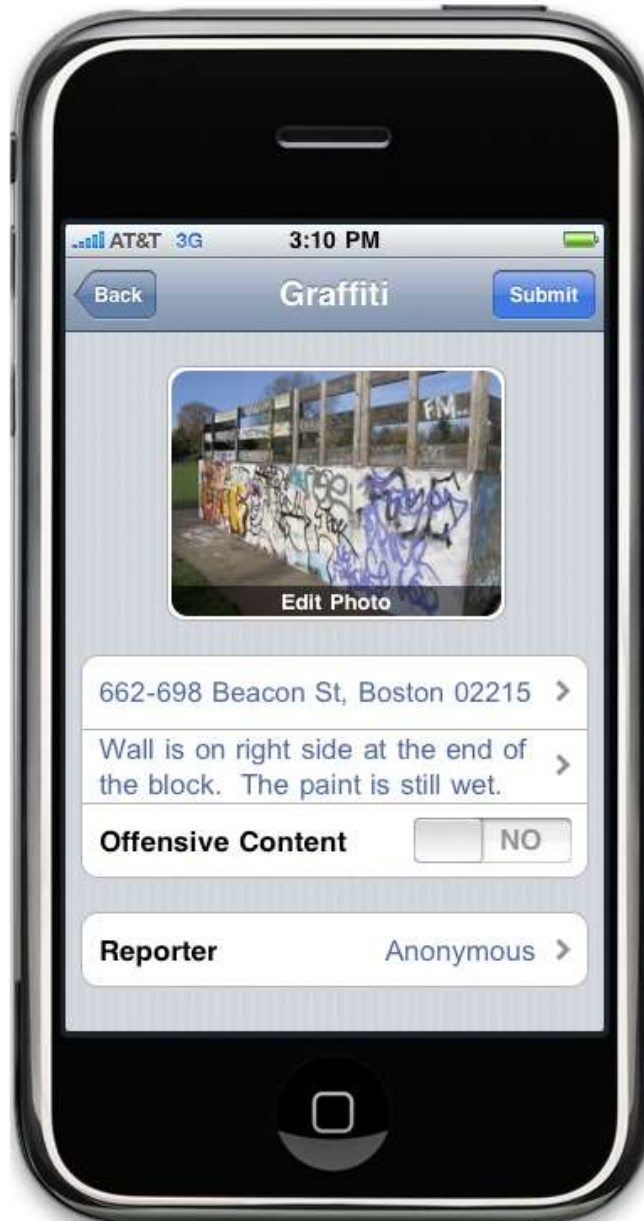 AT&T 3G 3:10 PM
Back Graffiti Submit
FM
Edit Photo
662-698 Beacon St, Boston 02215
Wall is on right side at the end of
the block. The paint is still wet.
Offensive Content NO
Reporter Anonymous